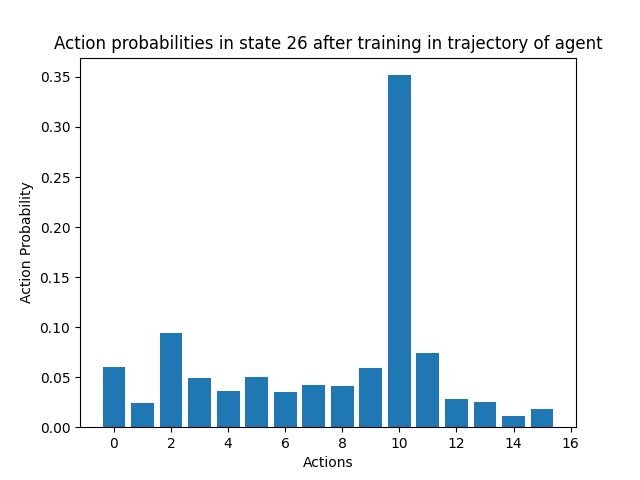 Action probabilities in state 26 after training in trajectory of agent
0.35
0.30
0.25
0.20
0.15
0.10
0.05
0.00
Action Probability
0 2 4 6 8 10 12 14 16
Actions